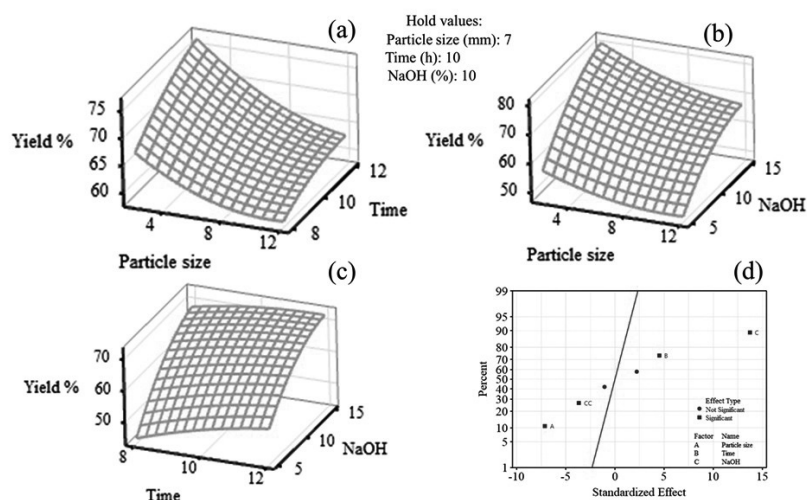 (a)
Hold values:
Particle size (mm): 7
Time (h): 10
NaOH (%): 10
(b)
75
70
65
60
Yield %
4
8
12
Particle size
8
10
12
Time
80
70
60
50
Yield %
4
8
12
Particle size
5
10
15
NaOH
(c)
70
60
50
Yield %
8
10
12
Time
5
10
15
NaOH
(d)
99
95
90
80
70
60
50
40
30
20
10
5
1
Percent
C
B
CC
A
Effect Type
Not Significant
Significant
Factor Name
A Particle size
B Time
C NaOH
-10 -5 0 5 10 15
Standardized Effect